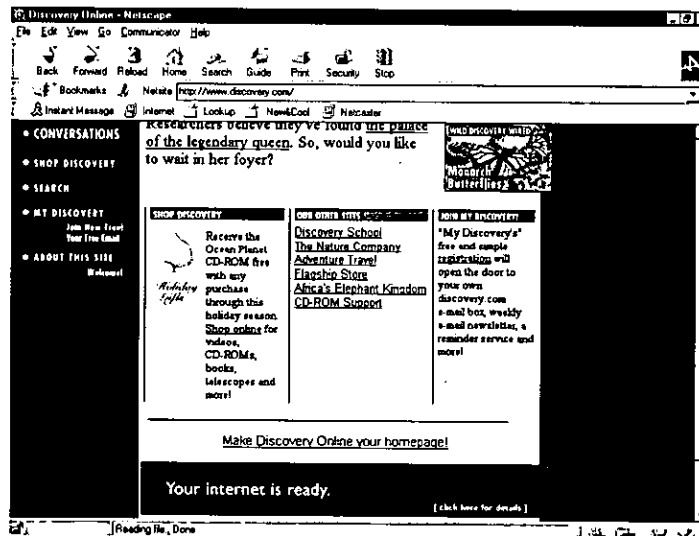 Discovery Online - Netscape
File Edit View Go Communicator Help
Back Forward Reload Home Search Guide Print Security Stop
Bookmarks Netsite http://www.discovery.com/
Instant Message Internet Lookup New&Cool Netcaster
CONVERSATIONS
SHOP DISCOVERY
SEARCH
MY DISCOVERY
Join Now Free!
Your Free Email
ABOUT THIS SITE
Welcome!
Researchers believe they've found the palace
of the legendary queen. So, would you like
to wait in her foyer?
WILD DISCOVERY WIRED
Monarch
Butterflies
SHOP DISCOVERY
Holiday
Gifts
Receive the
Ocean Planet
CD-ROM free
with any
purchase
through this
holiday season.
Shop online for
videos,
CD-ROMs,
books,
telescopes and
more!
OUR OTHER SITES
Discovery School
The Nature Company
Adventure Travel
Flagship Store
Africa's Elephant Kingdom
CD-ROM Support
JOIN MY DISCOVERY!
"My Discovery's"
free and simple
registration will
open the door to
your own
discovery.com
e-mail box, weekly
e-mail newsletter, a
reminder service and
more!
Make Discovery Online your homepage!
Your internet is ready.
[ click here for details ]
Reading file... Done